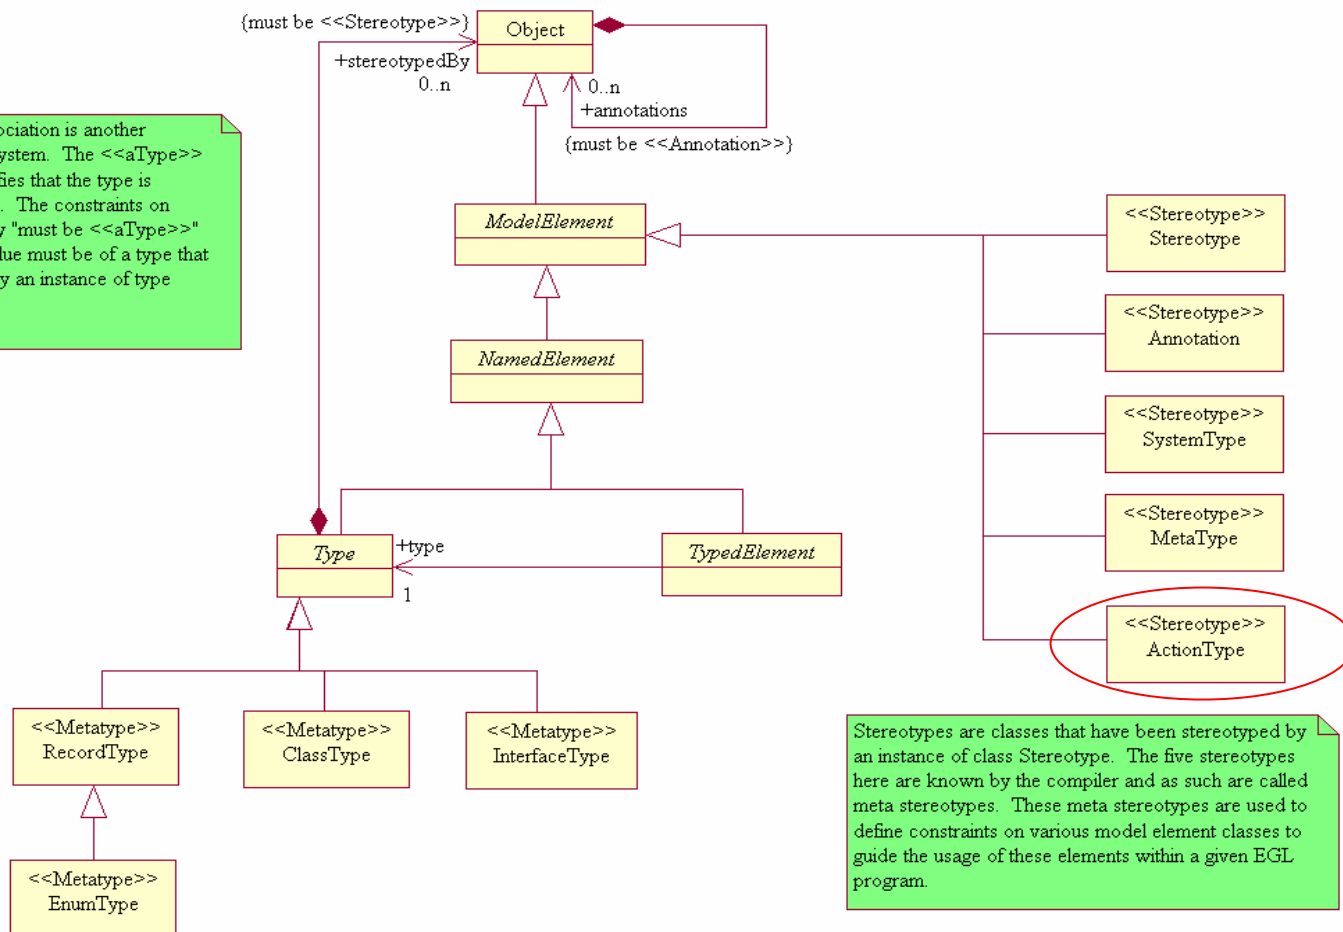 {must be <<Stereotype>>}
Object
+stereotypedBy
0..n
0..n
+annotations
{must be <<Annotation>>}
ociation is another
ystem. The <<aType>>
fies that the type is
. The constraints on
y "must be <<aType>>"
lue must be of a type that
y an instance of type
ModelElement
<<Stereotype>>
Stereotype
<<Stereotype>>
Annotation
NamedElement
<<Stereotype>>
SystemType
<<Stereotype>>
MetaType
Type
+type
1
TypedElement
<<Stereotype>>
ActionType
<<Metatype>>
RecordType
<<Metatype>>
ClassType
<<Metatype>>
InterfaceType
<<Metatype>>
EnumType
Stereotypes are classes that have been stereotyped by
an instance of class Stereotype. The five stereotypes
here are known by the compiler and as such are called
meta stereotypes. These meta stereotypes are used to
define constraints on various model element classes to
guide the usage of these elements within a given EGL
program.